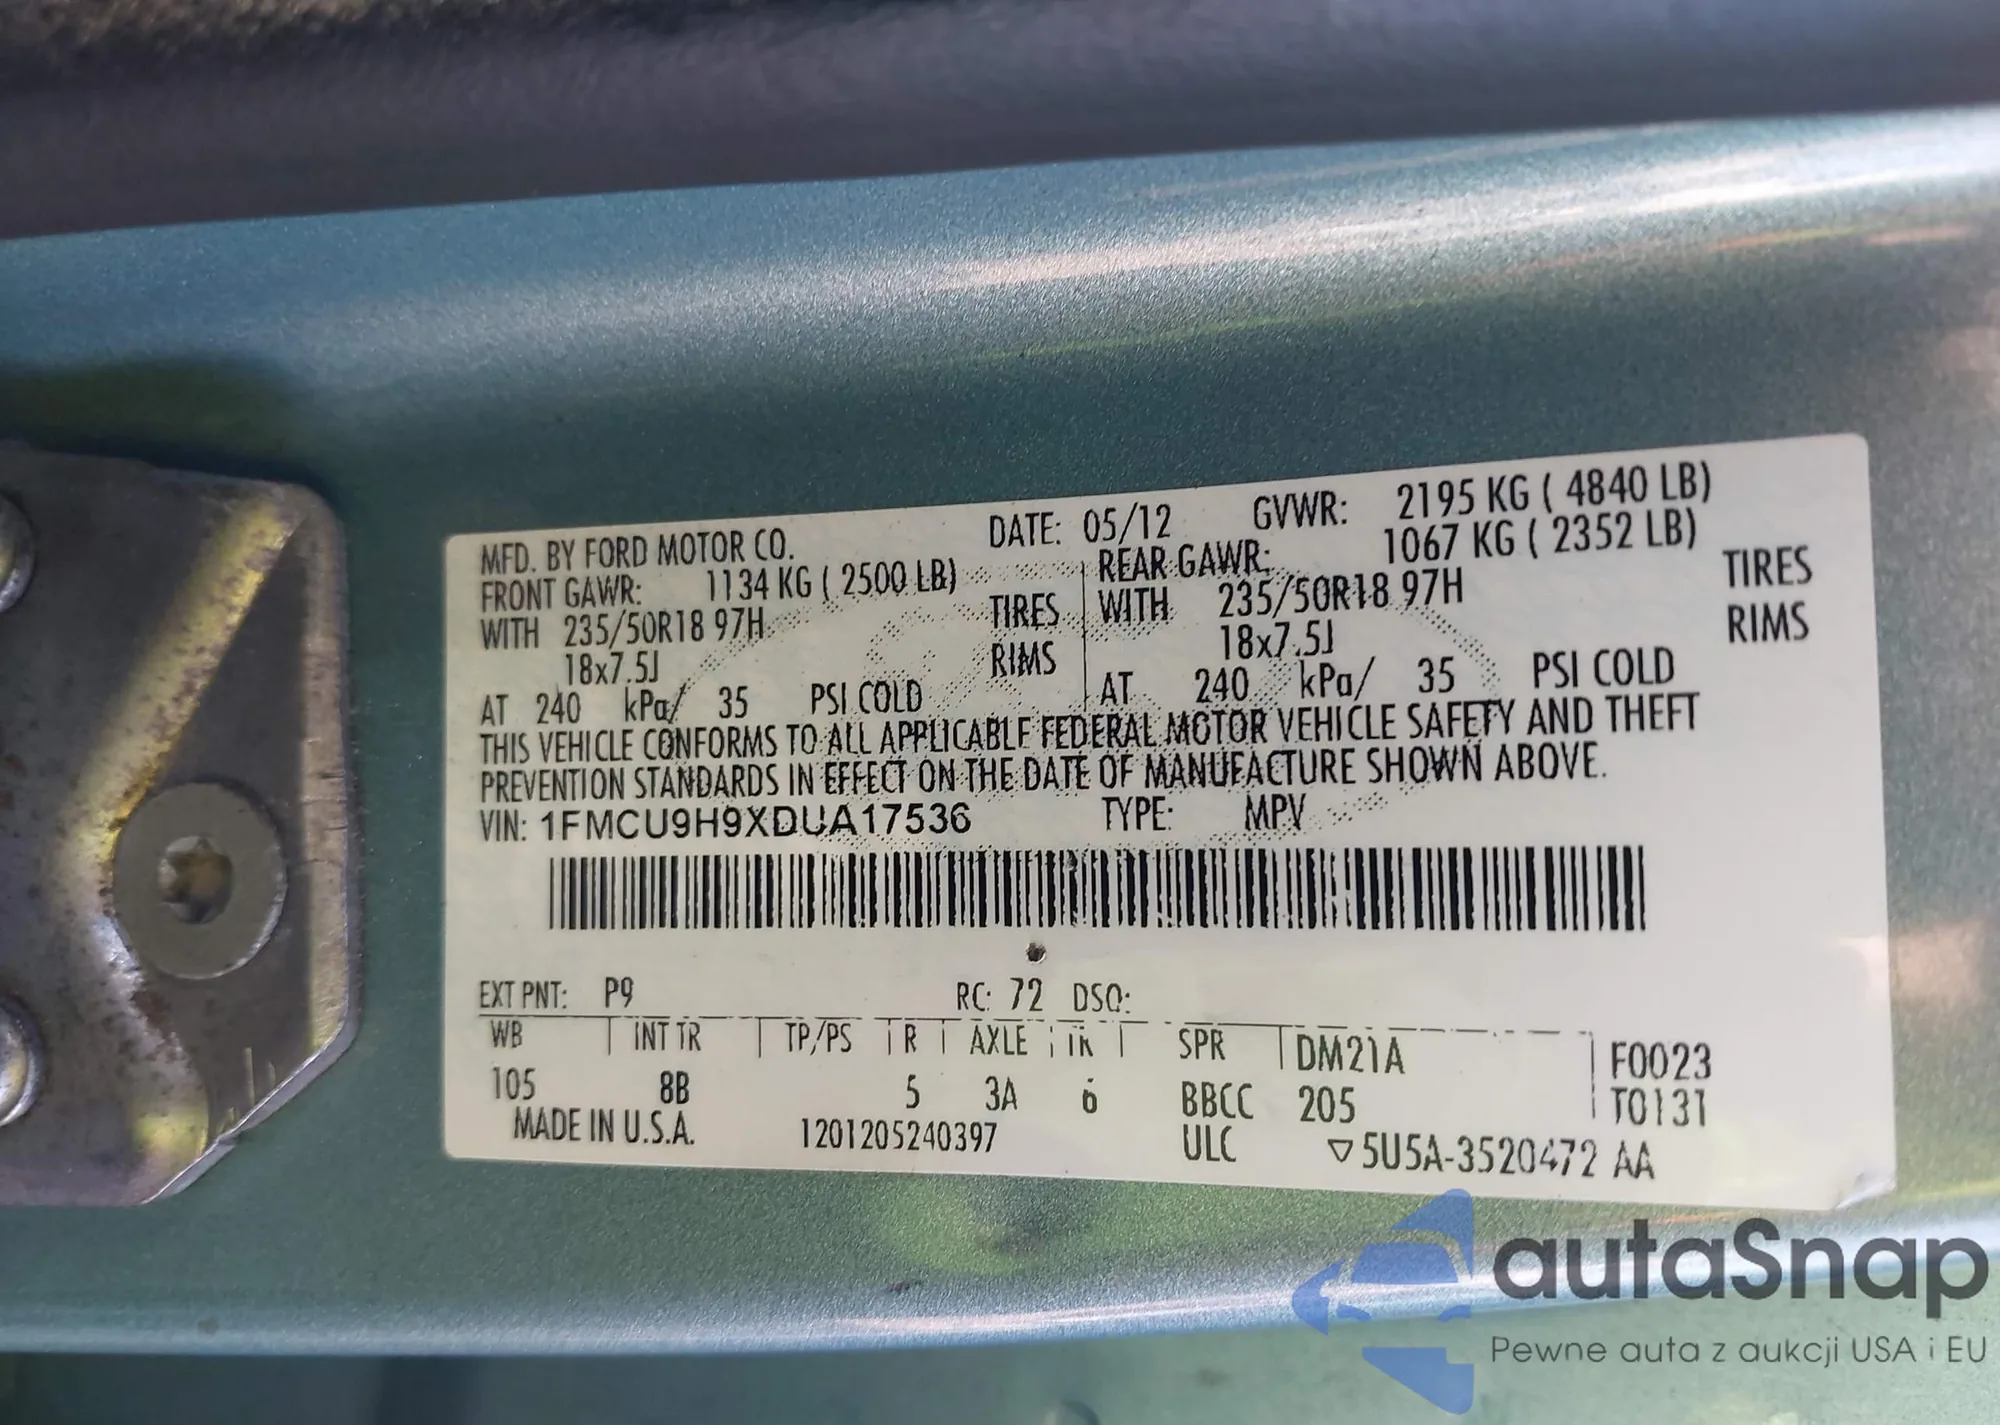 MFD. BY FORD MOTOR CO. DATE: 05/12 GVWR: 2195 KG ( 4840 LB)
FRONT GAWR: 1134 KG ( 2500 LB) REAR GAWR: 1067 KG ( 2352 LB)
WITH 235/50R18 97H TIRES WITH 235/50R18 97H TIRES
18x7.5J RIMS 18x7.5J RIMS
AT 240 kPa/ 35 PSI COLD AT 240 kPa/ 35 PSI COLD
THIS VEHICLE CONFORMS TO ALL APPLICABLE FEDERAL MOTOR VEHICLE SAFETY AND THEFT
PREVENTION STANDARDS IN EFFECT ON THE DATE OF MANUFACTURE SHOWN ABOVE.
VIN: 1FMCU9H9XDUA17536 TYPE: MPV
EXT PNT: P9 RC: 72 DSO:
WB INT TR TP/PS R AXLE TR SPR DM21A F0023
105 8B 5 3A 6 BBCC 205 T0131
MADE IN U.S.A. 1201205240397 ULC ▽5U5A-3520472 AA
autaSnap
Pewne auta z aukcji USA i EU